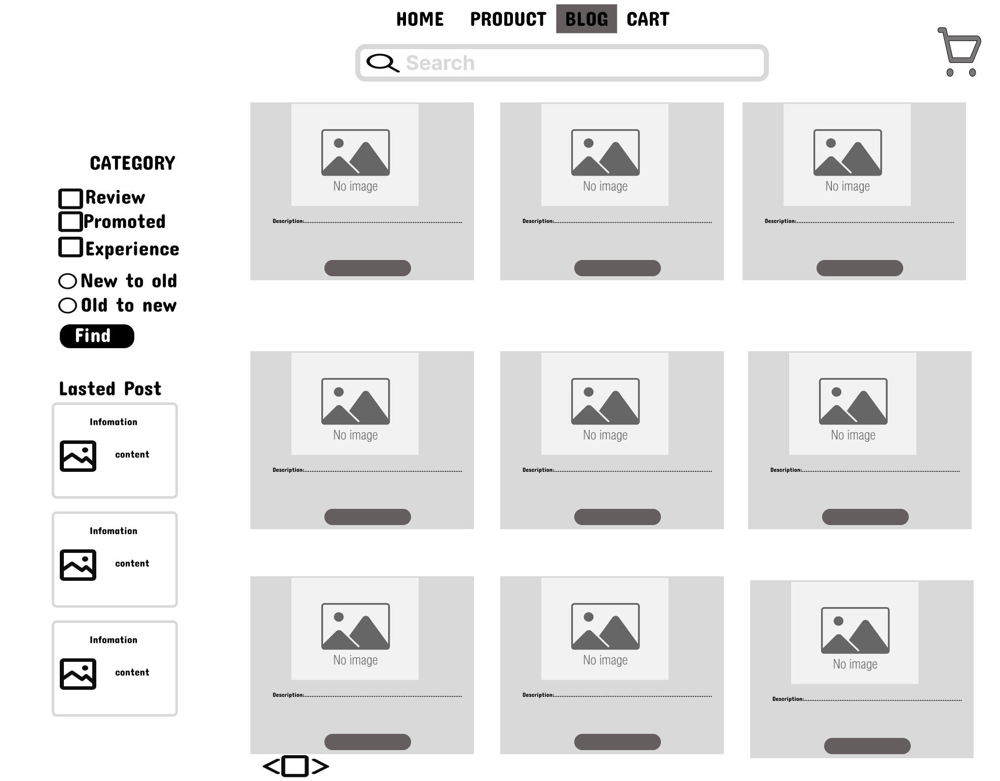 HOME PRODUCT BLOG CART
Search
CATEGORY
Review
Promoted
Experience
New to old
Old to new
Find
Lasted Post
Infomation
content
Infomation
content
Infomation
content
No image No image No image
Description:........................................................................................ Description:........................................................................................ Description:........................................................................................
No image No image No image
Description:........................................................................................ Description:........................................................................................ Description:........................................................................................
No image No image No image
Description:........................................................................................ Description:........................................................................................ Description:........................................................................................